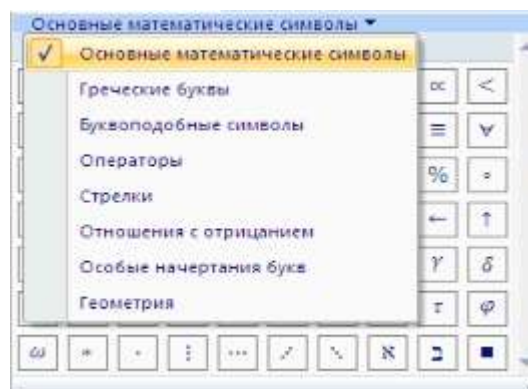 Основные математические символы ▼
✓ Основные математические символы
∝ <
Греческие буквы
Буквоподобные символы
≡ ∀
Операторы
% ∘
Стрелки
← ↑
Отношения с отрицанием
Особые начертания букв
γ δ
Геометрия
τ φ
ω * · ⋮ ⋯ ⋰ ⋱ ℵ ℶ ■